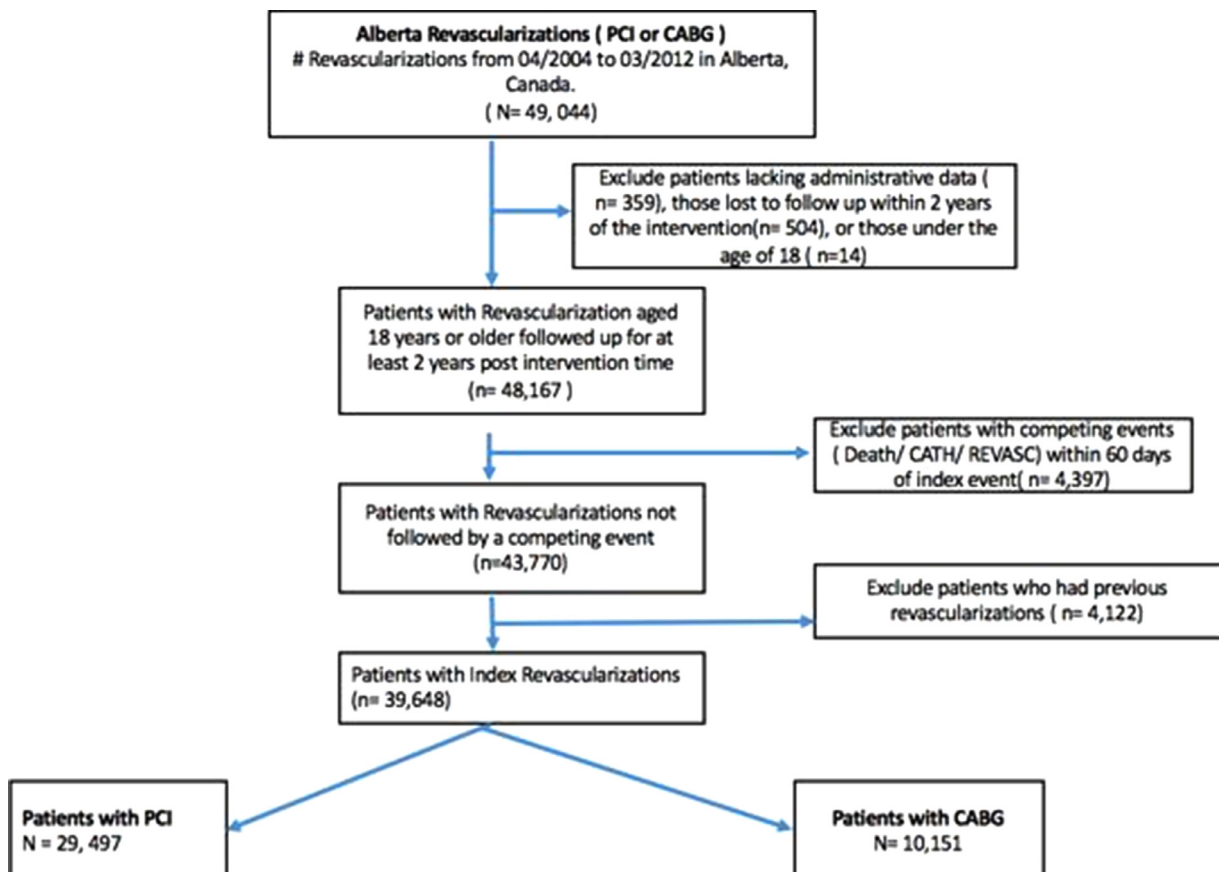 Alberta Revascularizations ( PCI or CABG )
# Revascularizations from 04/2004 to 03/2012 in Alberta,
Canada.
( N= 49, 044)
Exclude patients lacking administrative data (
n= 359), those lost to follow up within 2 years
of the intervention(n= 504), or those under the
age of 18 ( n=14)
Patients with Revascularization aged
18 years or older followed up for at
least 2 years post intervention time
(n= 48,167 )
Exclude patients with competing events
( Death/ CATH/ REVASC) within 60 days
of index event( n= 4,397)
Patients with Revascularizations not
followed by a competing event
(n=43,770)
Exclude patients who had previous
revascularizations ( n= 4,122)
Patients with Index Revascularizations
(n= 39,648)
Patients with PCI
N = 29, 497
Patients with CABG
N= 10,151